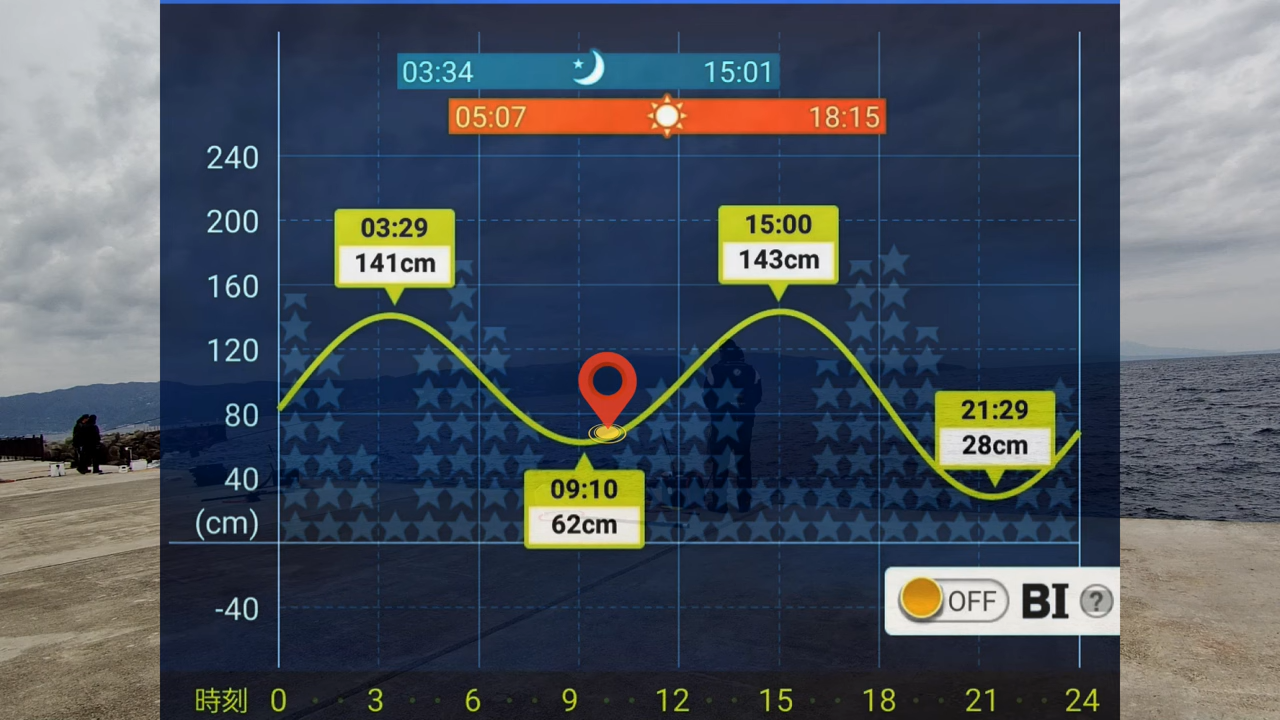 03:34 15:01
05:07 18:15
240
200
160
120
80
40
(cm)
-40
03:29
141cm
15:00
143cm
09:10
62cm
21:29
28cm
OFF BI ?
時刻 0 3 6 9 12 15 18 21 24